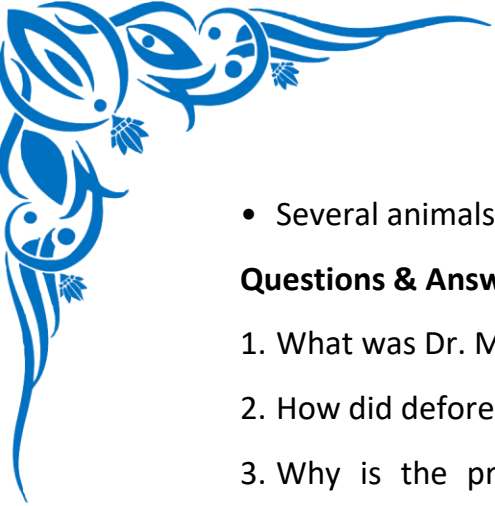 • Several animals
Questions & Answ
1. What was Dr. M
2. How did defore
3. Why is the pr